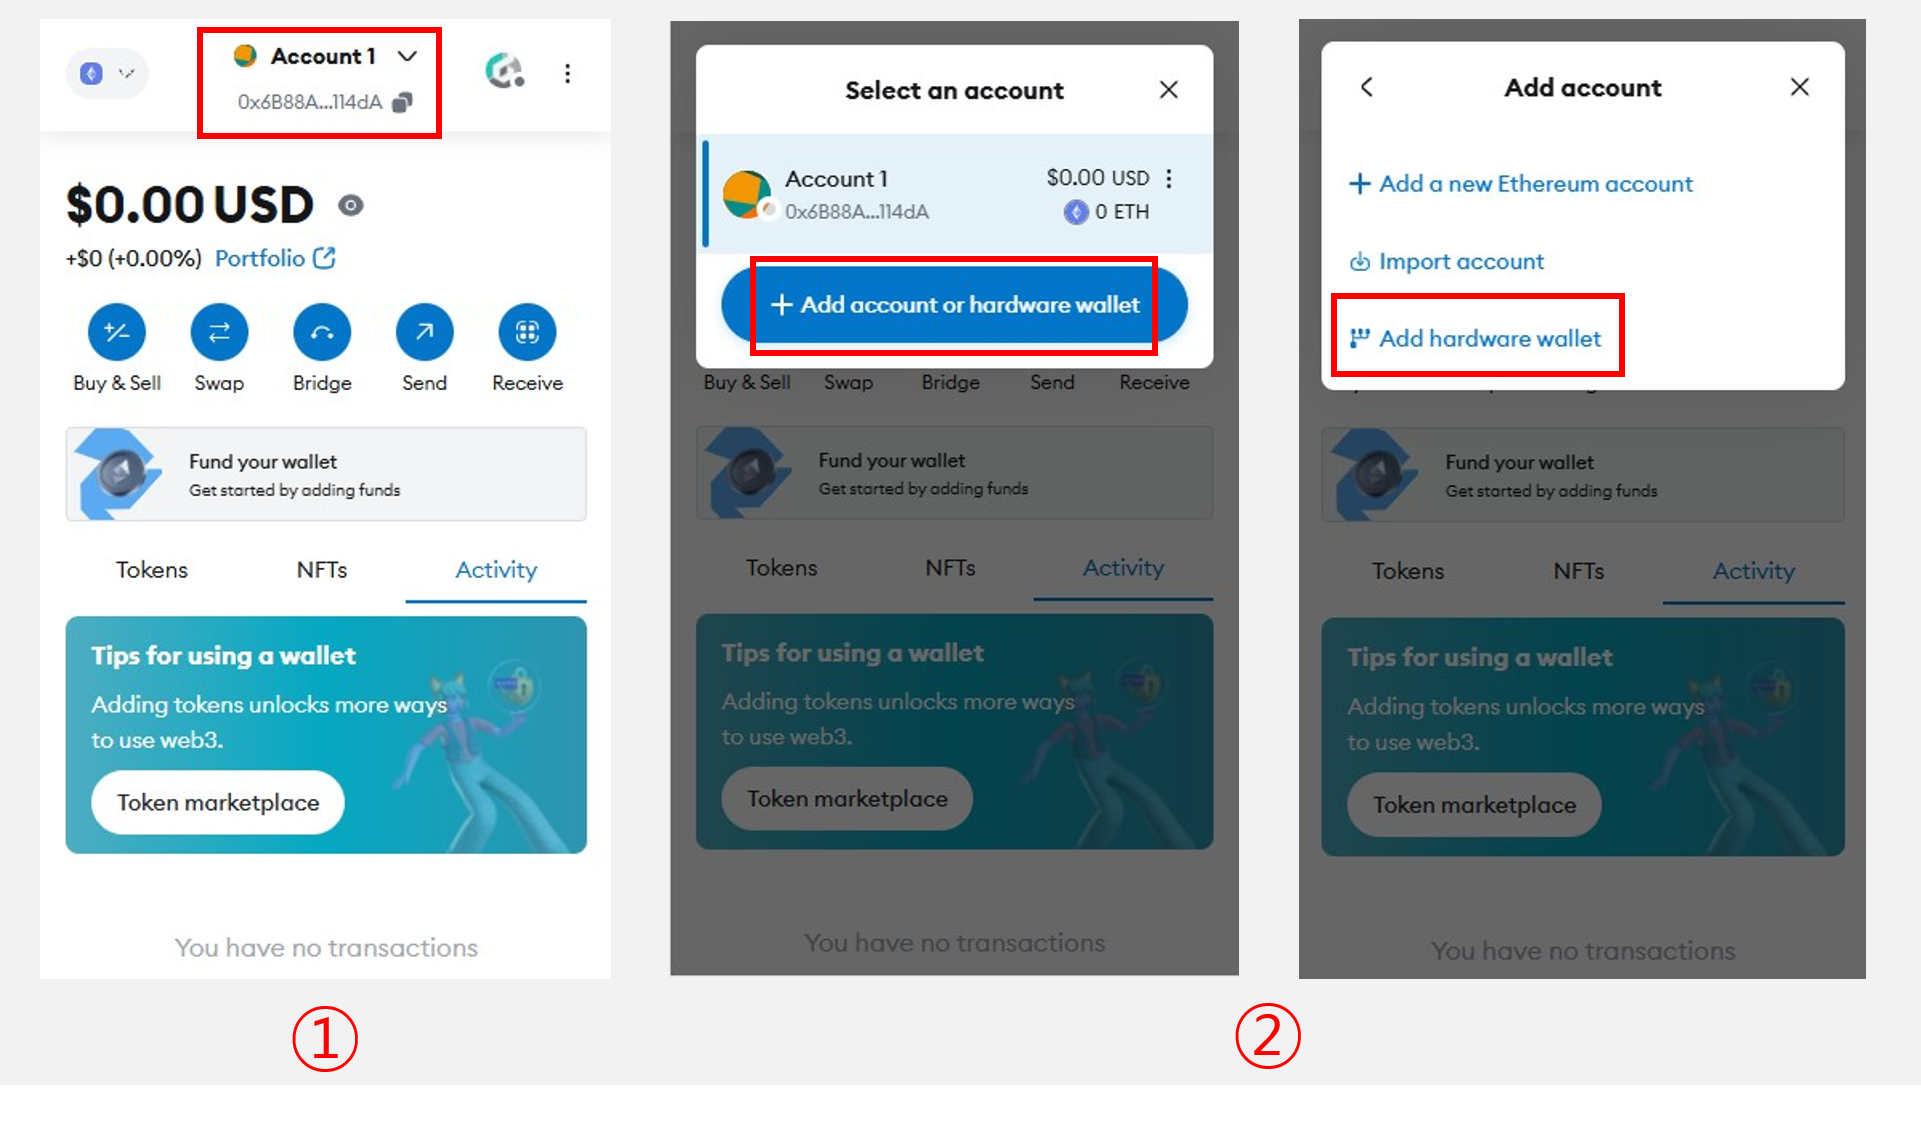 Account 1
0x6B88A...114dA
$0.00 USD
+$0 (+0.00%) Portfolio
Buy & Sell
Swap
Bridge
Send
Receive
Fund your wallet
Get started by adding funds
Tokens
NFTs
Activity
Tips for using a wallet
Adding tokens unlocks more ways
to use web3.
Token marketplace
You have no transactions
①
Select an account
Account 1
$0.00 USD
0x6B88A...114dA
0 ETH
+ Add account or hardware wallet
Buy & Sell
Swap
Bridge
Send
Receive
Fund your wallet
Get started by adding funds
Tokens
NFTs
Activity
Tips for using a wallet
Adding tokens unlocks more ways
to use web3.
Token marketplace
You have no transactions
Add account
+ Add a new Ethereum account
Import account
Add hardware wallet
Fund your wallet
Get started by adding funds
Tokens
NFTs
Activity
Tips for using a wallet
Adding tokens unlocks more ways
to use web3.
Token marketplace
You have no transactions
②